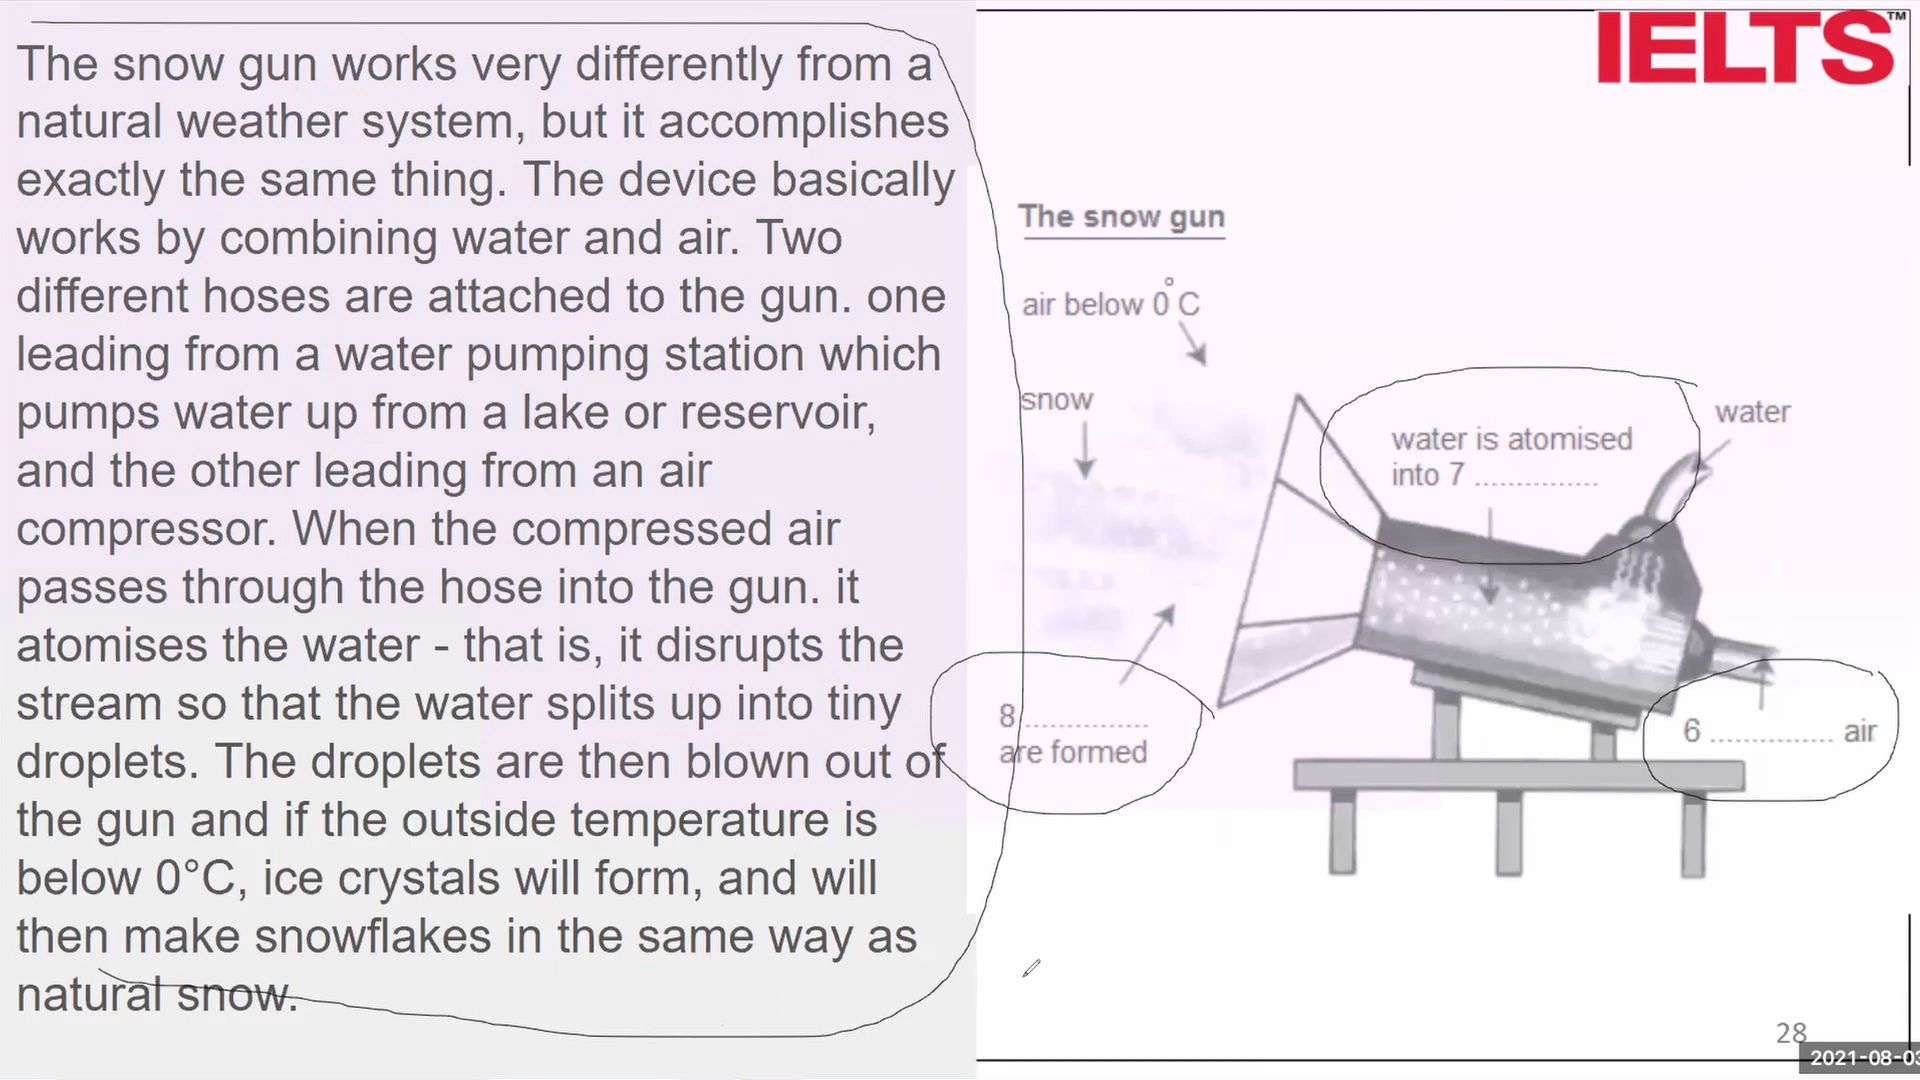 The snow gun works very differently from a
natural weather system, but it accomplishes
exactly the same thing. The device basically
works by combining water and air. Two
different hoses are attached to the gun. one
leading from a water pumping station which
pumps water up from a lake or reservoir,
and the other leading from an air
compressor. When the compressed air
passes through the hose into the gun. it
atomises the water - that is, it disrupts the
stream so that the water splits up into tiny
droplets. The droplets are then blown out of
the gun and if the outside temperature is
below 0°C, ice crystals will form, and will
then make snowflakes in the same way as
natural snow.
IELTS™
The snow gun
air below 0°C
snow
water is atomised
into 7 ..............
water
8 ..............
are formed
6 .............. air
28
2021-08-03